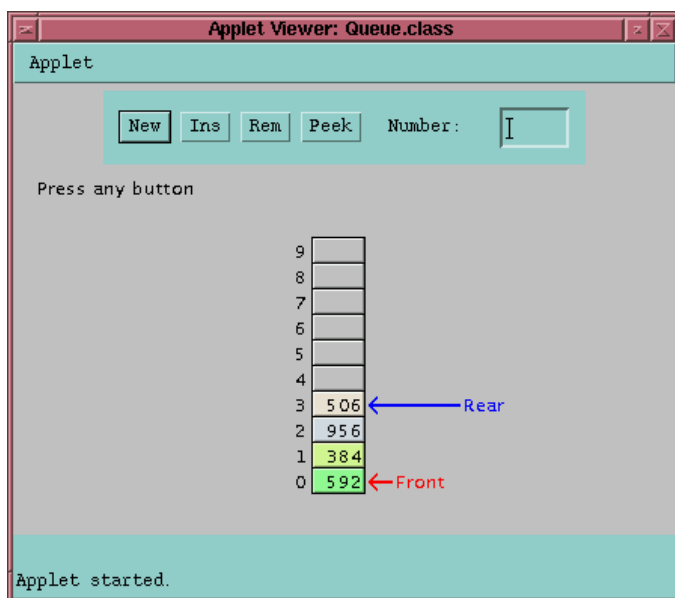 Applet Viewer: Queue.class
Applet
New Ins Rem Peek Number:
Press any button
9
8
7
6
5
4
3 506 Rear
2 956
1 384
0 592 Front
Applet started.